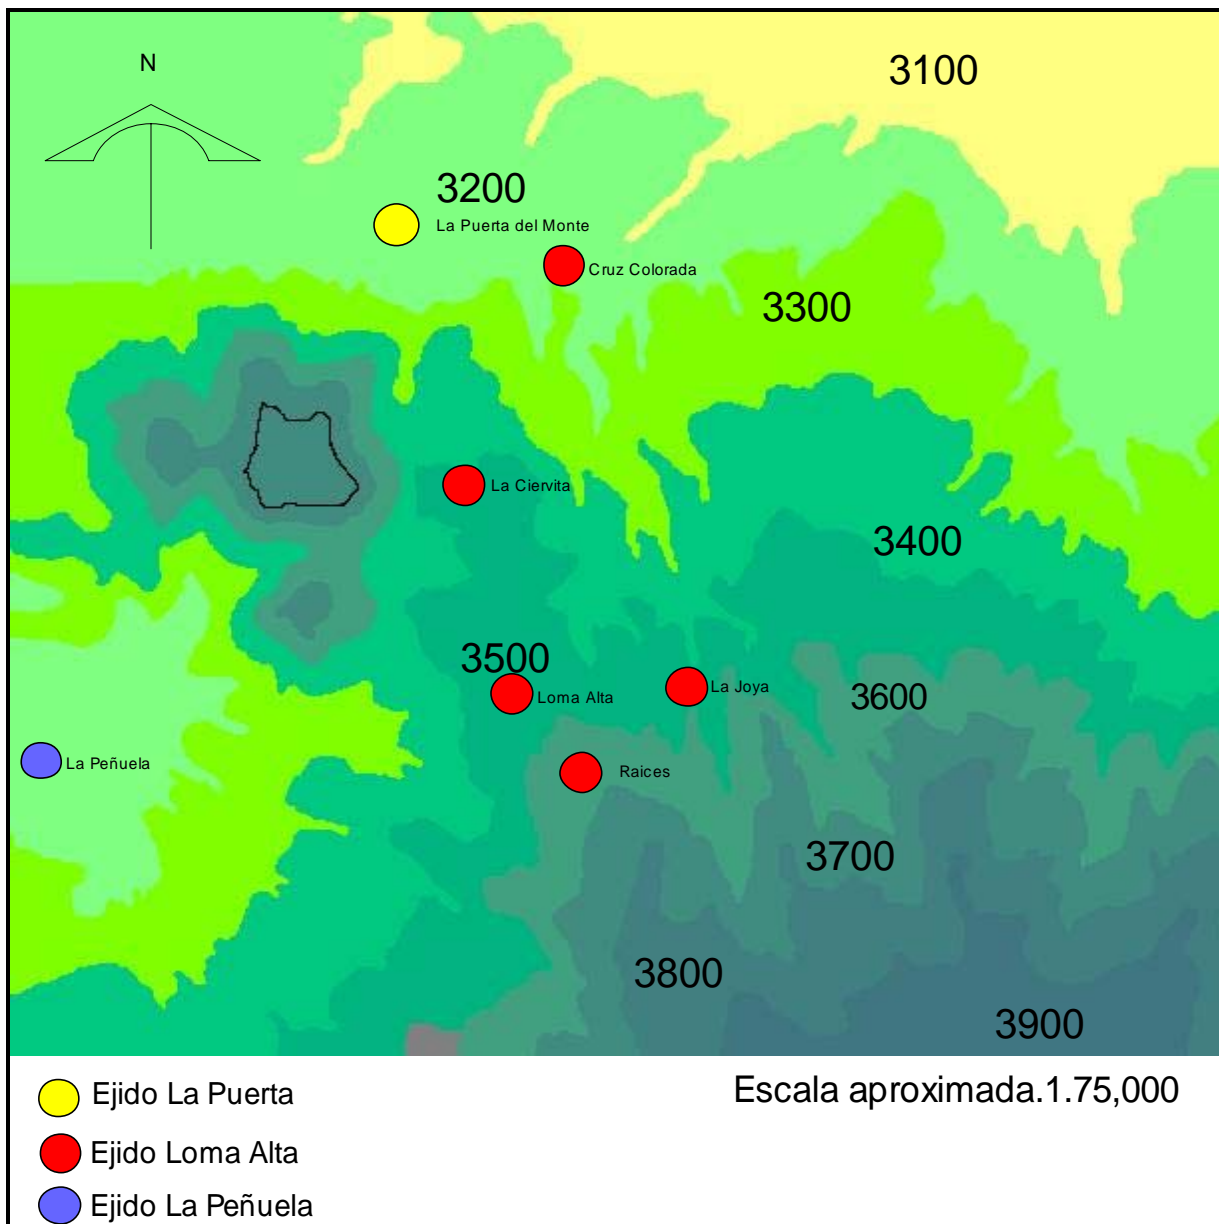 N
3100
3200
La Puerta del Monte
Cruz Colorada
3300
La Ciervita
3400
3500
Loma Alta
La Joya
3600
La Peñuela
Raices
3700
3800
3900
Ejido La Puerta
Escala aproximada.1.75,000
Ejido Loma Alta
Ejido La Peñuela